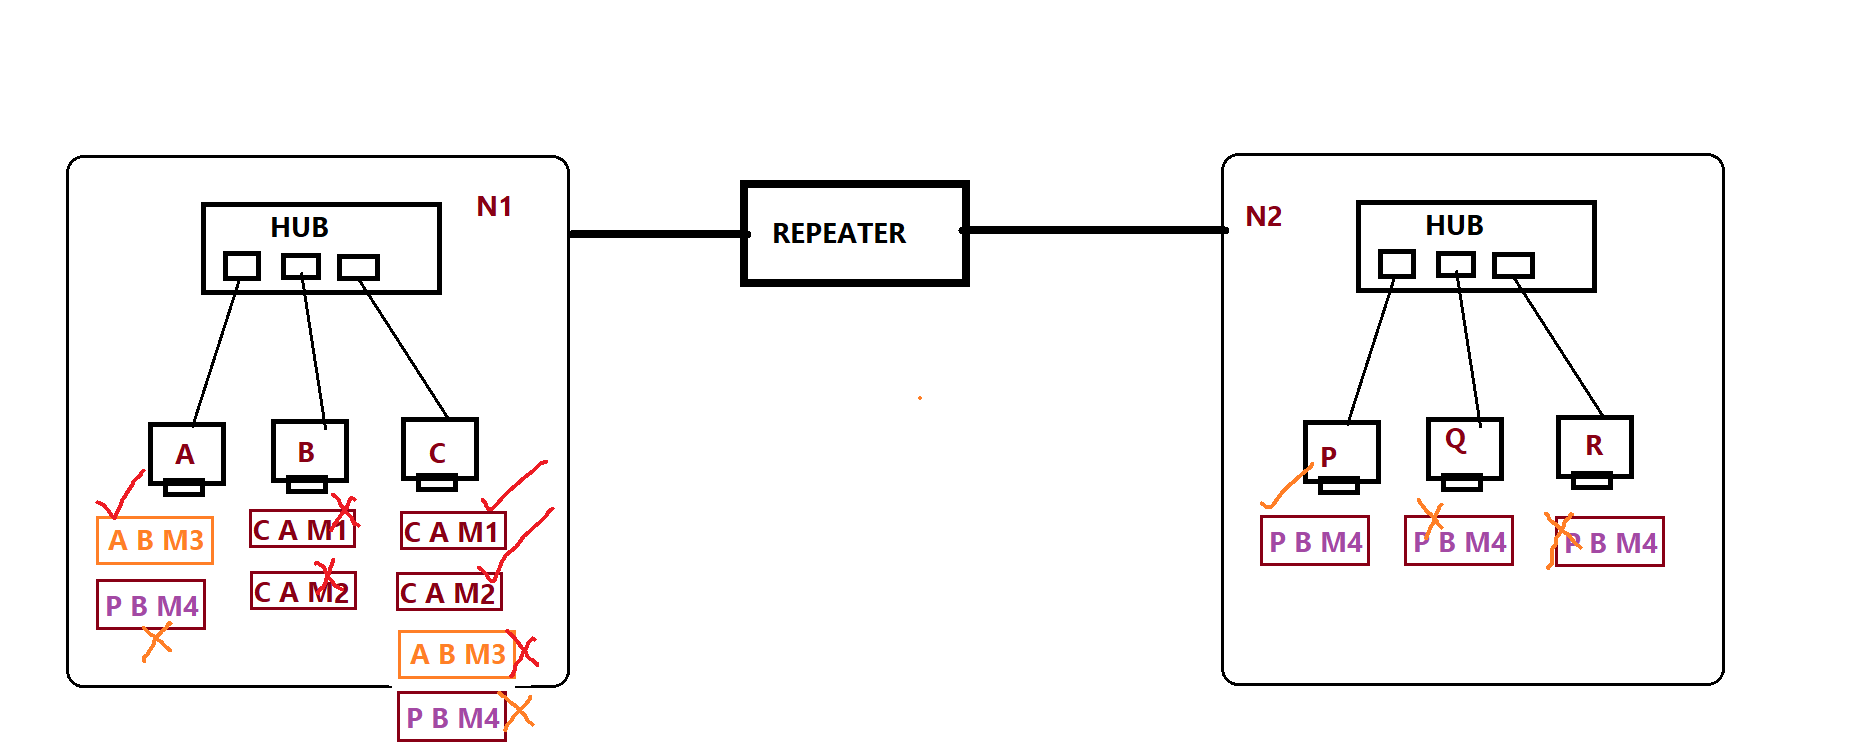 N1
HUB
REPEATER
N2
HUB
A
B
C
P
Q
R
A B M3
P B M4
C A M1
C A M2
C A M1
C A M2
A B M3
P B M4
P B M4
P B M4
P B M4